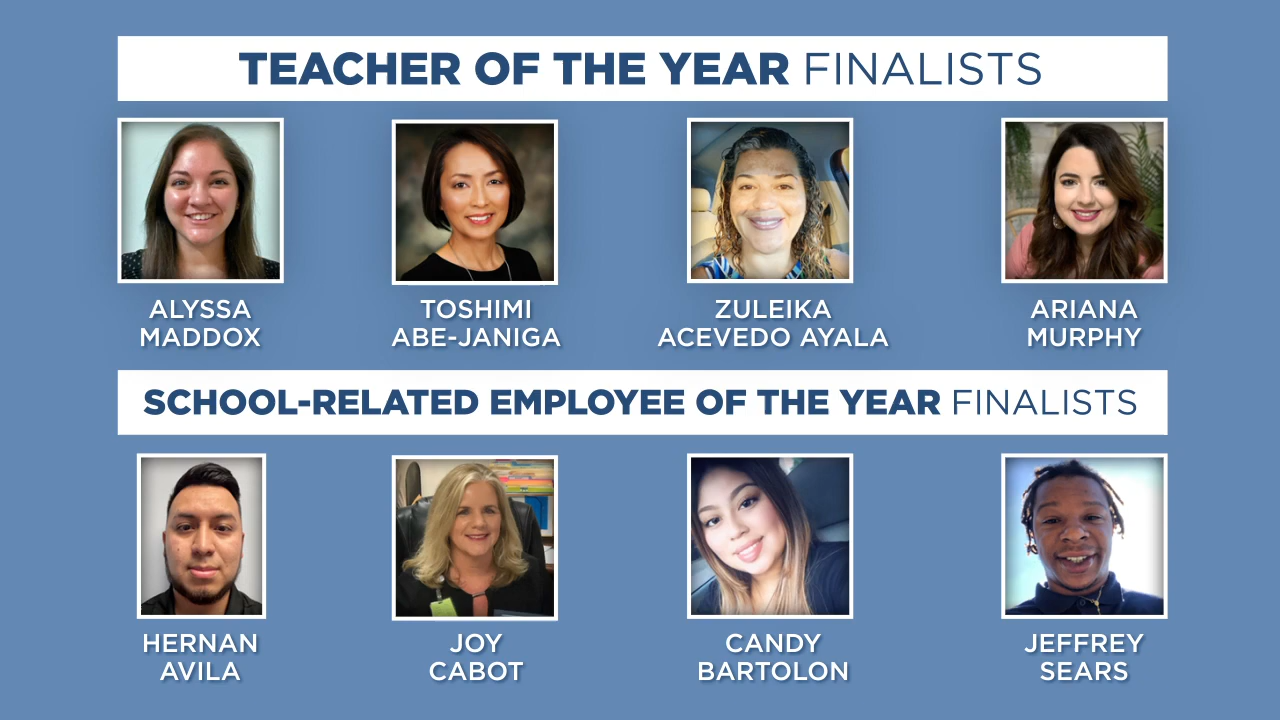 TEACHER OF THE YEAR FINALISTS
ALYSSA
MADDOX
TOSHIMI
ABE-JANIGA
ZULEIKA
ACEVEDO AYALA
ARIANA
MURPHY
SCHOOL-RELATED EMPLOYEE OF THE YEAR FINALISTS
HERNAN
AVILA
JOY
CABOT
CANDY
BARTOLON
JEFFREY
SEARS